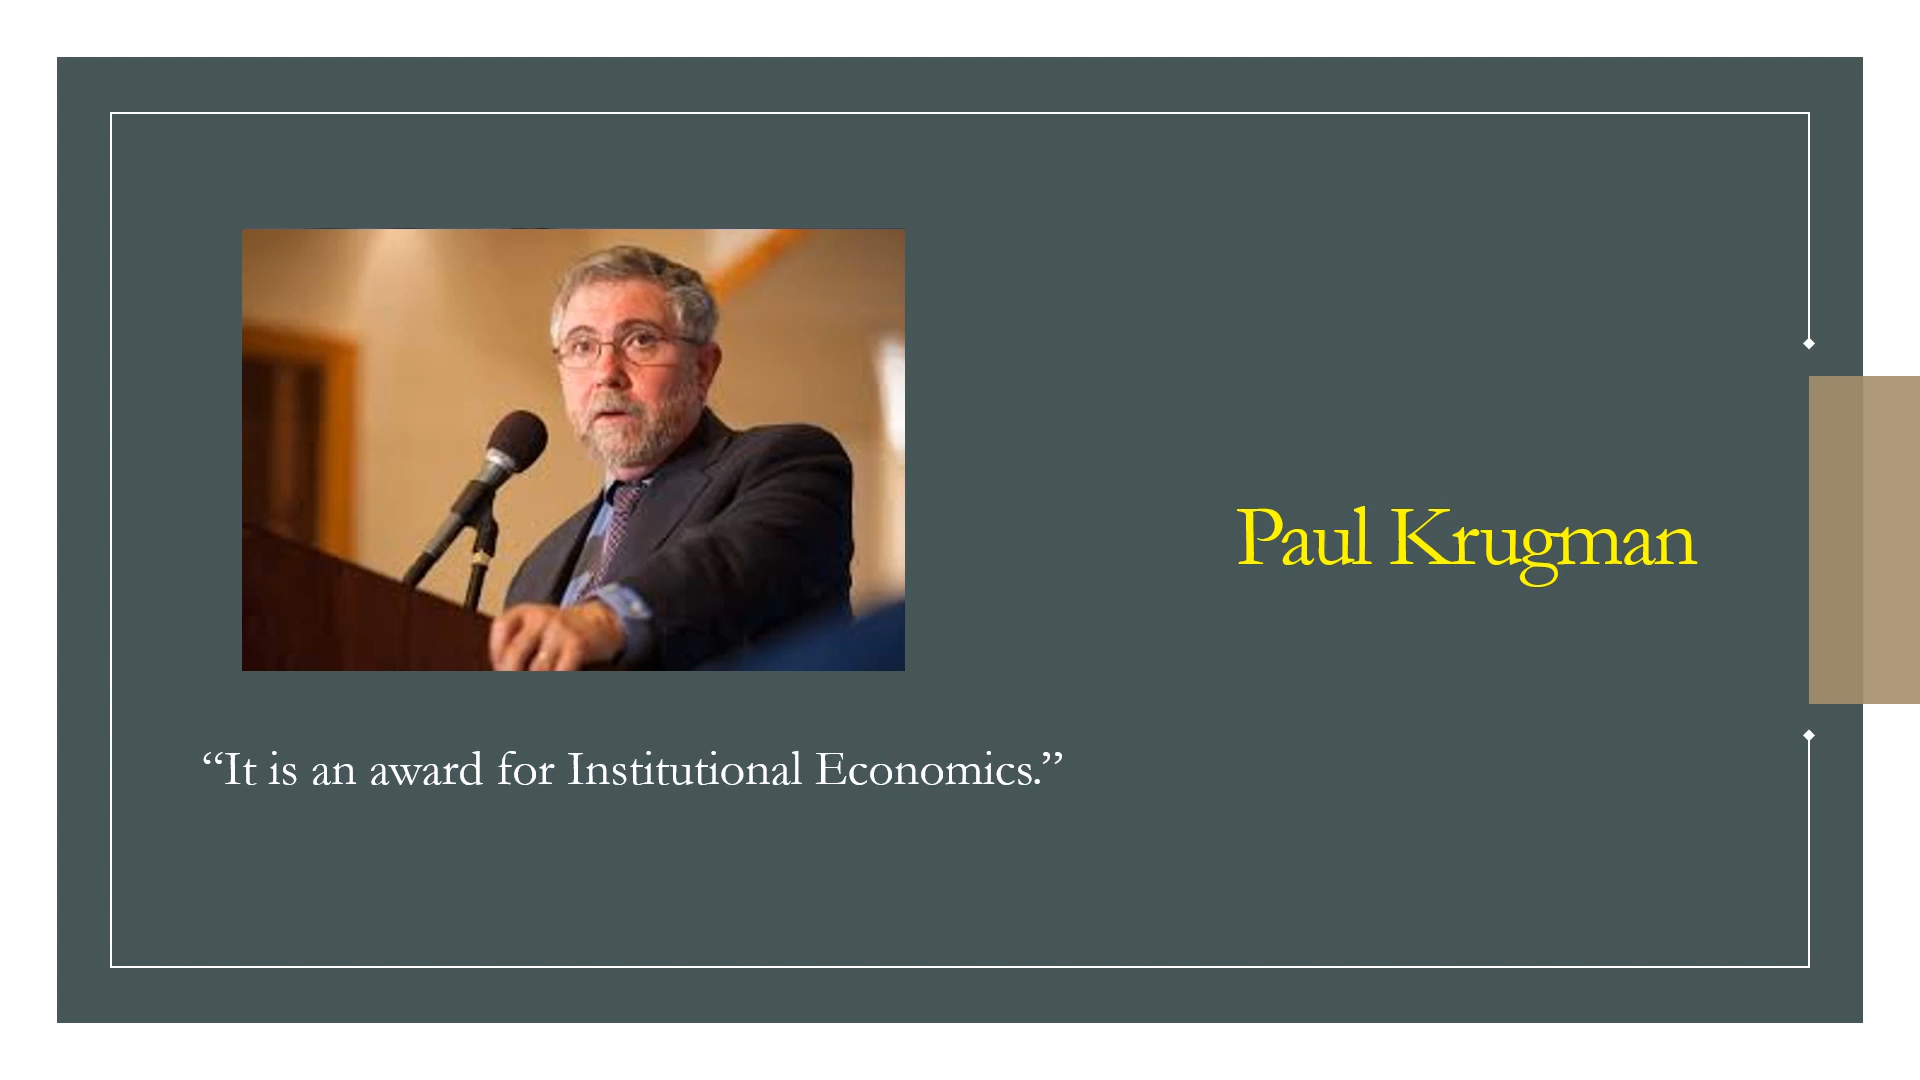 Paul Krugman
“It is an award for Institutional Economics.”